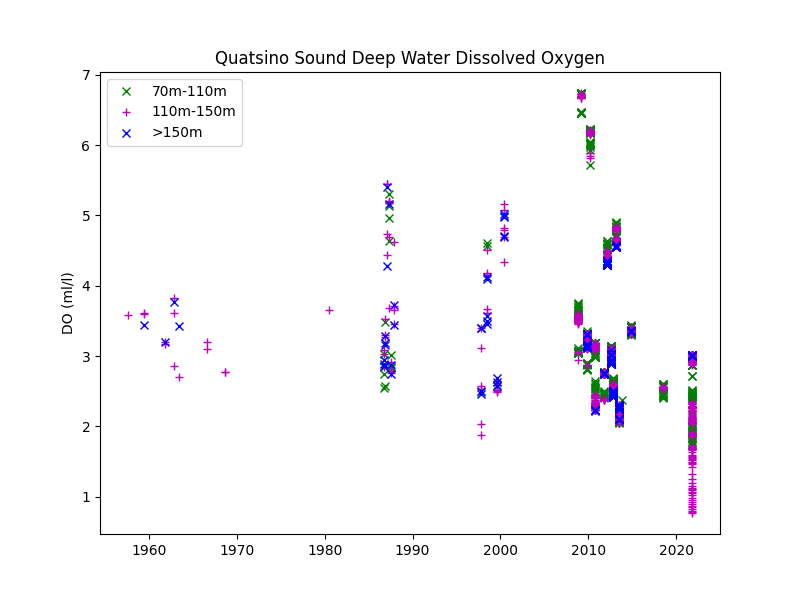 Quatsino Sound Deep Water Dissolved Oxygen
70m-110m
110m-150m
>150m
DO (ml/l)
7
6
5
4
3
2
1
1960 1970 1980 1990 2000 2010 2020